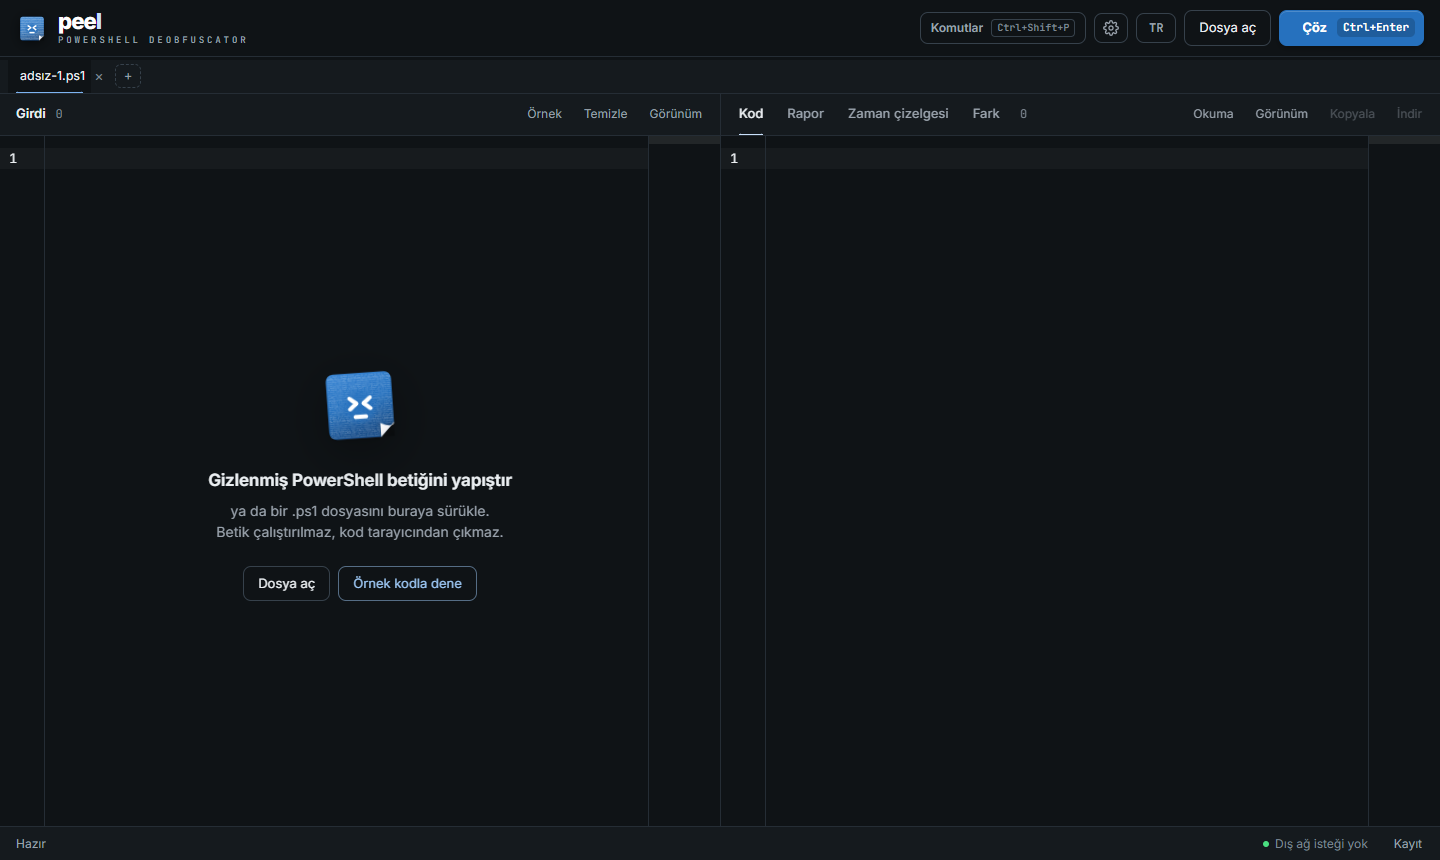 peel
POWERSHELL DEOBFUSCATOR
Komutlar Ctrl+Shift+P
TR
Dosya aç
Çöz Ctrl+Enter
adsız-1.ps1 × +
Girdi 0
Örnek Temizle Görünüm
Kod Rapor Zaman çizelgesi Fark 0
Okuma Görünüm Kopyala İndir
1
1
Gizlenmiş PowerShell betiğini yapıştır
ya da bir .ps1 dosyasını buraya sürükle.
Betik çalıştırılmaz, kod tarayıcından çıkmaz.
Dosya aç Örnek kodla dene
Hazır
Dış ağ isteği yok Kayıt